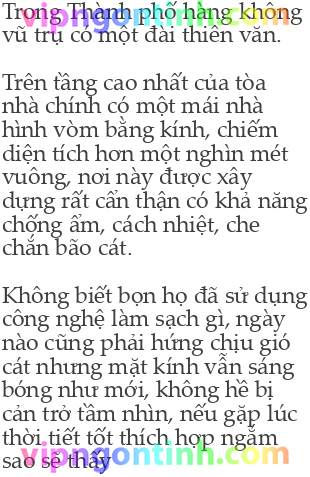 Trong Thành phố hàng không
vũ trụ có một đài thiên văn.
Trên tầng cao nhất của tòa
nhà chính có một mái nhà
hình vòm bằng kính, chiếm
diện tích hơn một nghìn mét
vuông, nơi này được xây
dựng rất cẩn thận có khả năng
chống ẩm, cách nhiệt, che
chắn bão cát.
Không biết bọn họ đã sử dụng
công nghệ làm sạch gì, ngày
nào cũng phải hứng chịu gió
cát nhưng mặt kính vẫn sáng
bóng như mới, không hề bị
cản trở tầm nhìn, nếu gặp lúc
thời tiết tốt thích hợp ngắm
sao sẽ thấy
vipngontinh.com
vipngontinh.com